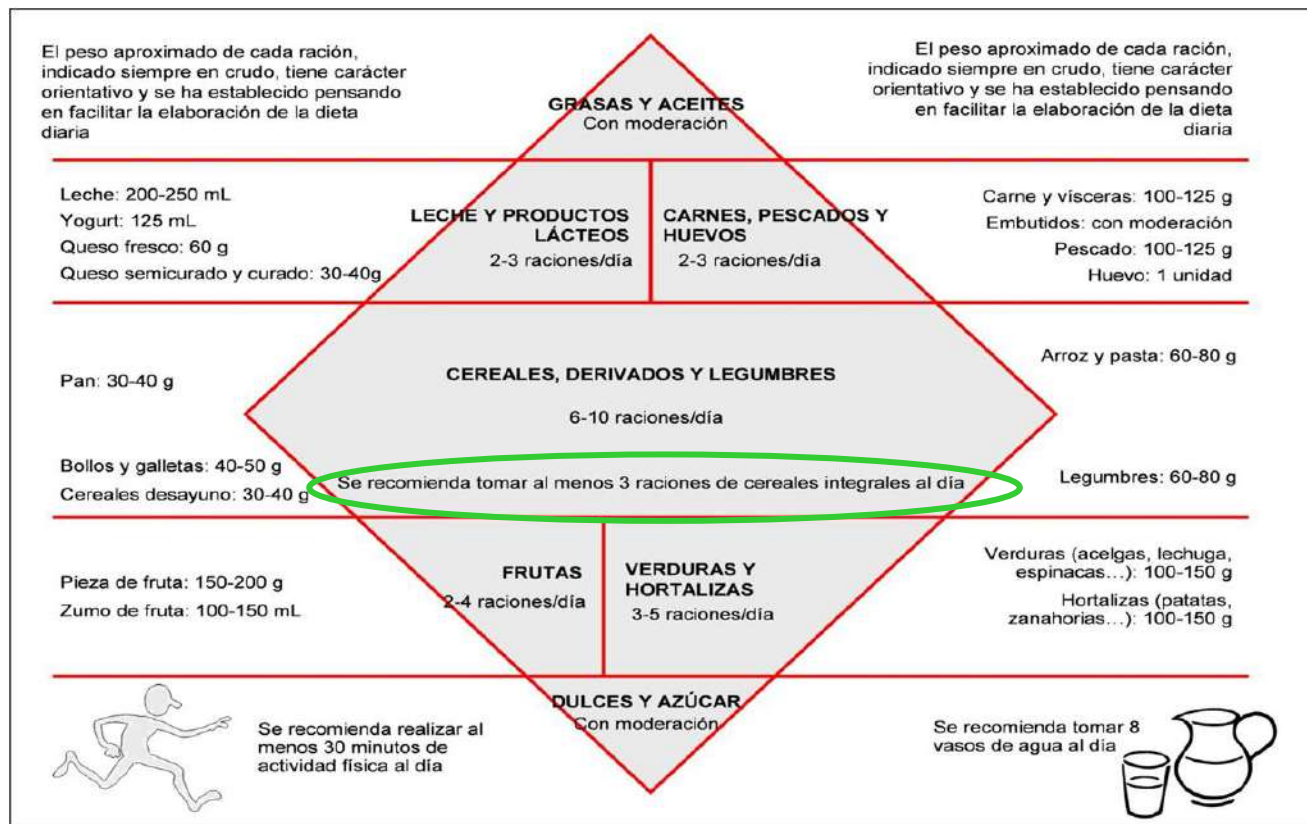 El peso aproximado de cada ración,
indicado siempre en crudo, tiene carácter
orientativo y se ha establecido pensando
en facilitar la elaboración de la dieta
diaria
El peso aproximado de cada ración,
indicado siempre en crudo, tiene carácter
orientativo y se ha establecido pensando
en facilitar la elaboración de la dieta
diaria
GRASAS Y ACEITES
Con moderación
Leche: 200-250 mL
Yogurt: 125 mL
Queso fresco: 60 g
Queso semicurado y curado: 30-40g
LECHE Y PRODUCTOS
LÁCTEOS
2-3 raciones/día
CARNES, PESCADOS Y
HUEVOS
2-3 raciones/día
Carne y vísceras: 100-125 g
Embutidos: con moderación
Pescado: 100-125 g
Huevo: 1 unidad
Pan: 30-40 g
Bollos y galletas: 40-50 g
Cereales desayuno: 30-40 g
CEREALES, DERIVADOS Y LEGUMBRES
6-10 raciones/día
Se recomienda tomar al menos 3 raciones de cereales integrales al día
Arroz y pasta: 60-80 g
Legumbres: 60-80 g
Pieza de fruta: 150-200 g
Zumo de fruta: 100-150 mL
FRUTAS
2-4 raciones/día
VERDURAS Y
HORTALIZAS
3-5 raciones/día
Verduras (acelgas, lechuga,
espinacas...): 100-150 g
Hortalizas (patatas,
zanahorias...): 100-150 g
Se recomienda realizar al
menos 30 minutos de
actividad física al día
DULCES Y AZÚCAR
Con moderación
Se recomienda tomar 8
vasos de agua al día